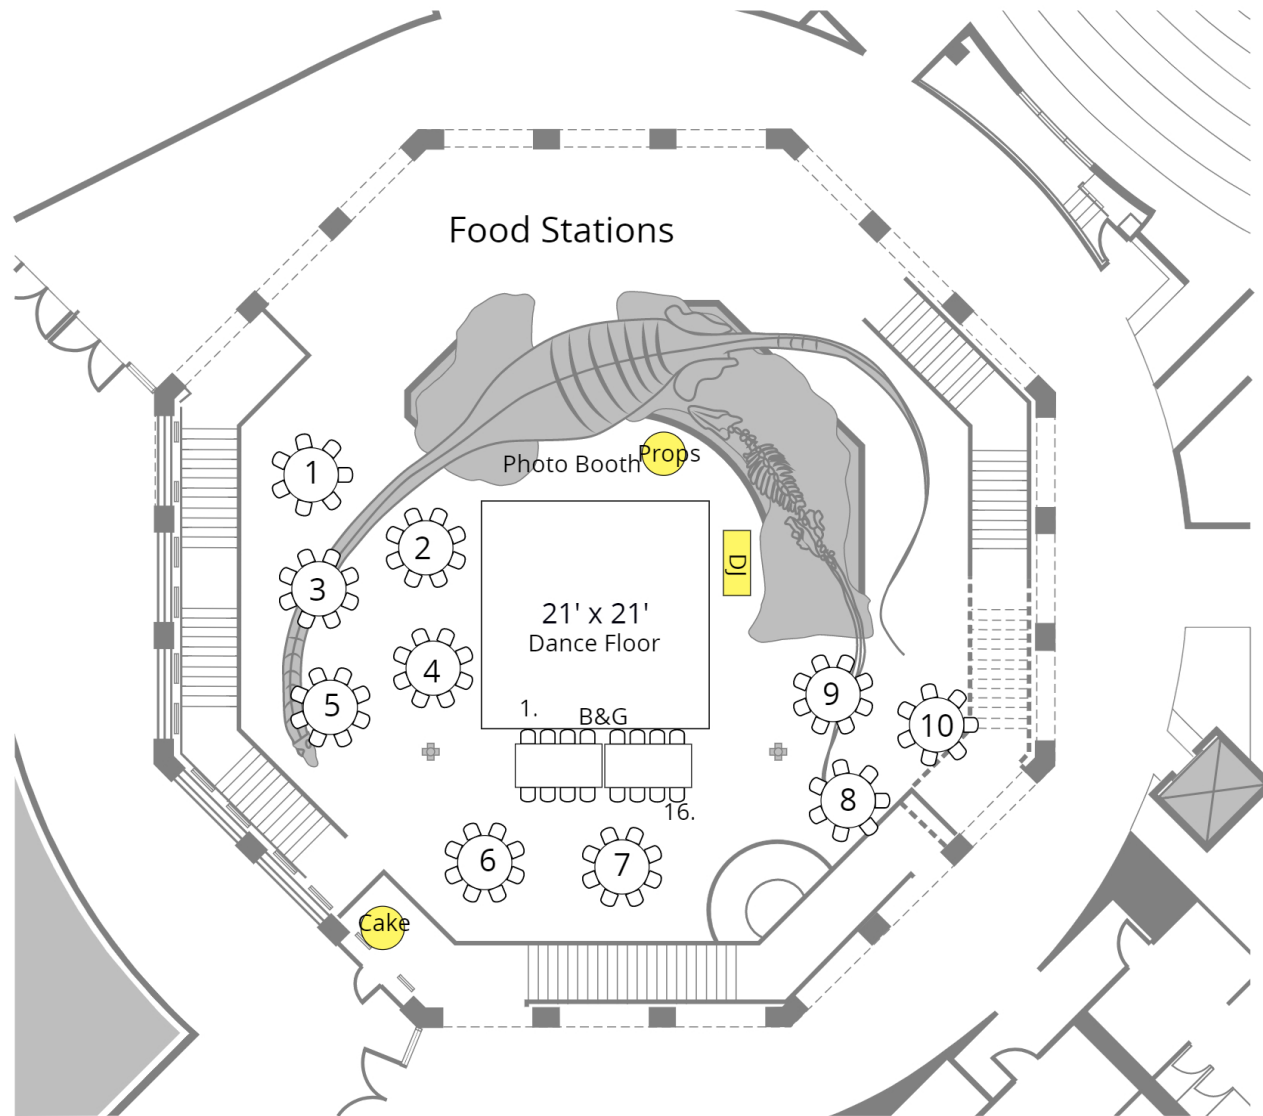 Food Stations
Props
Photo Booth
1
2
DJ
3
21' x 21'
Dance Floor
4
5
9
1.
B&G
10
8
16.
6
7
Cake